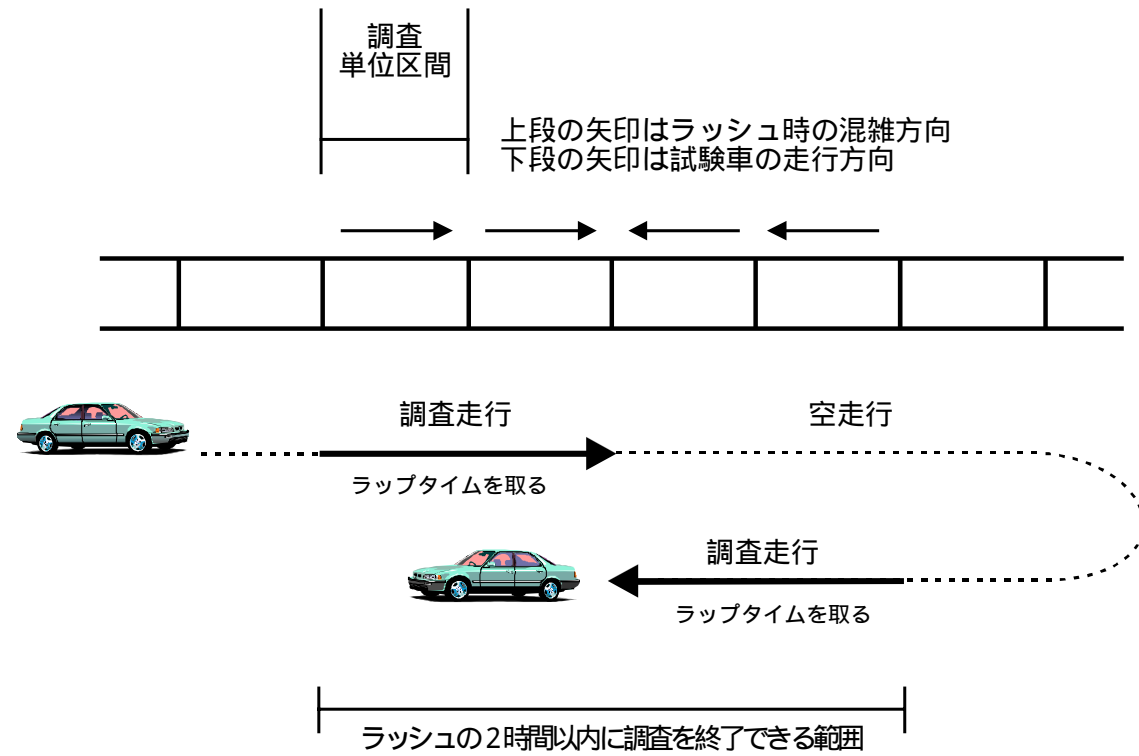 調査
単位区間
上段の矢印はラッシュ時の混雑方向
下段の矢印は試験車の走行方向
調査走行
空走行
ラップタイムを取る
調査走行
ラップタイムを取る
ラッシュの2時間以内に調査を終了できる範囲